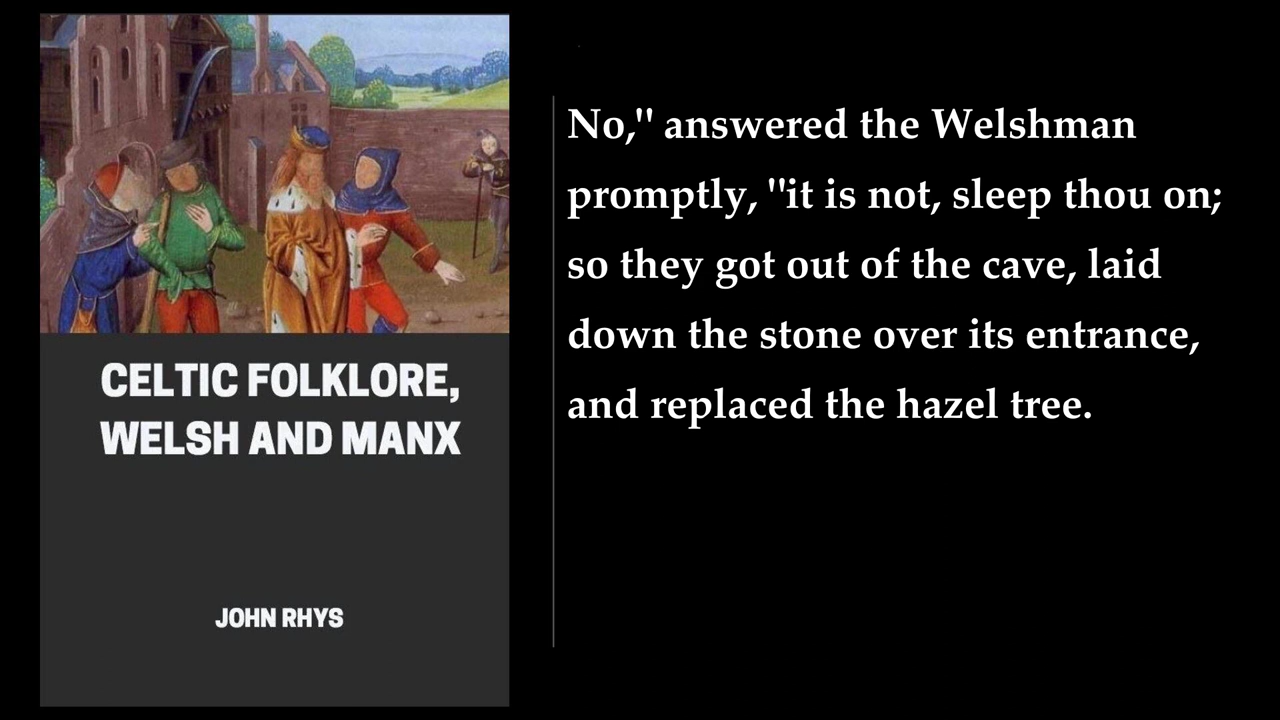 CELTIC FOLKLORE,
WELSH AND MANX
JOHN RHYS
No," answered the Welshman
promptly, "it is not, sleep thou on;
so they got out of the cave, laid
down the stone over its entrance,
and replaced the hazel tree.